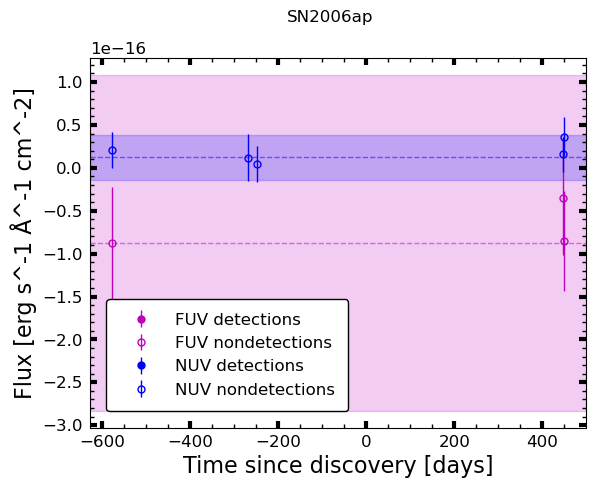 SN2006ap
1e−16
1.0
0.5
0.0
−0.5
−1.0
−1.5
−2.0
−2.5
−3.0
Flux [erg s^-1 Å^-1 cm^-2]
FUV detections
FUV nondetections
NUV detections
NUV nondetections
−600 −400 −200 0 200 400
Time since discovery [days]